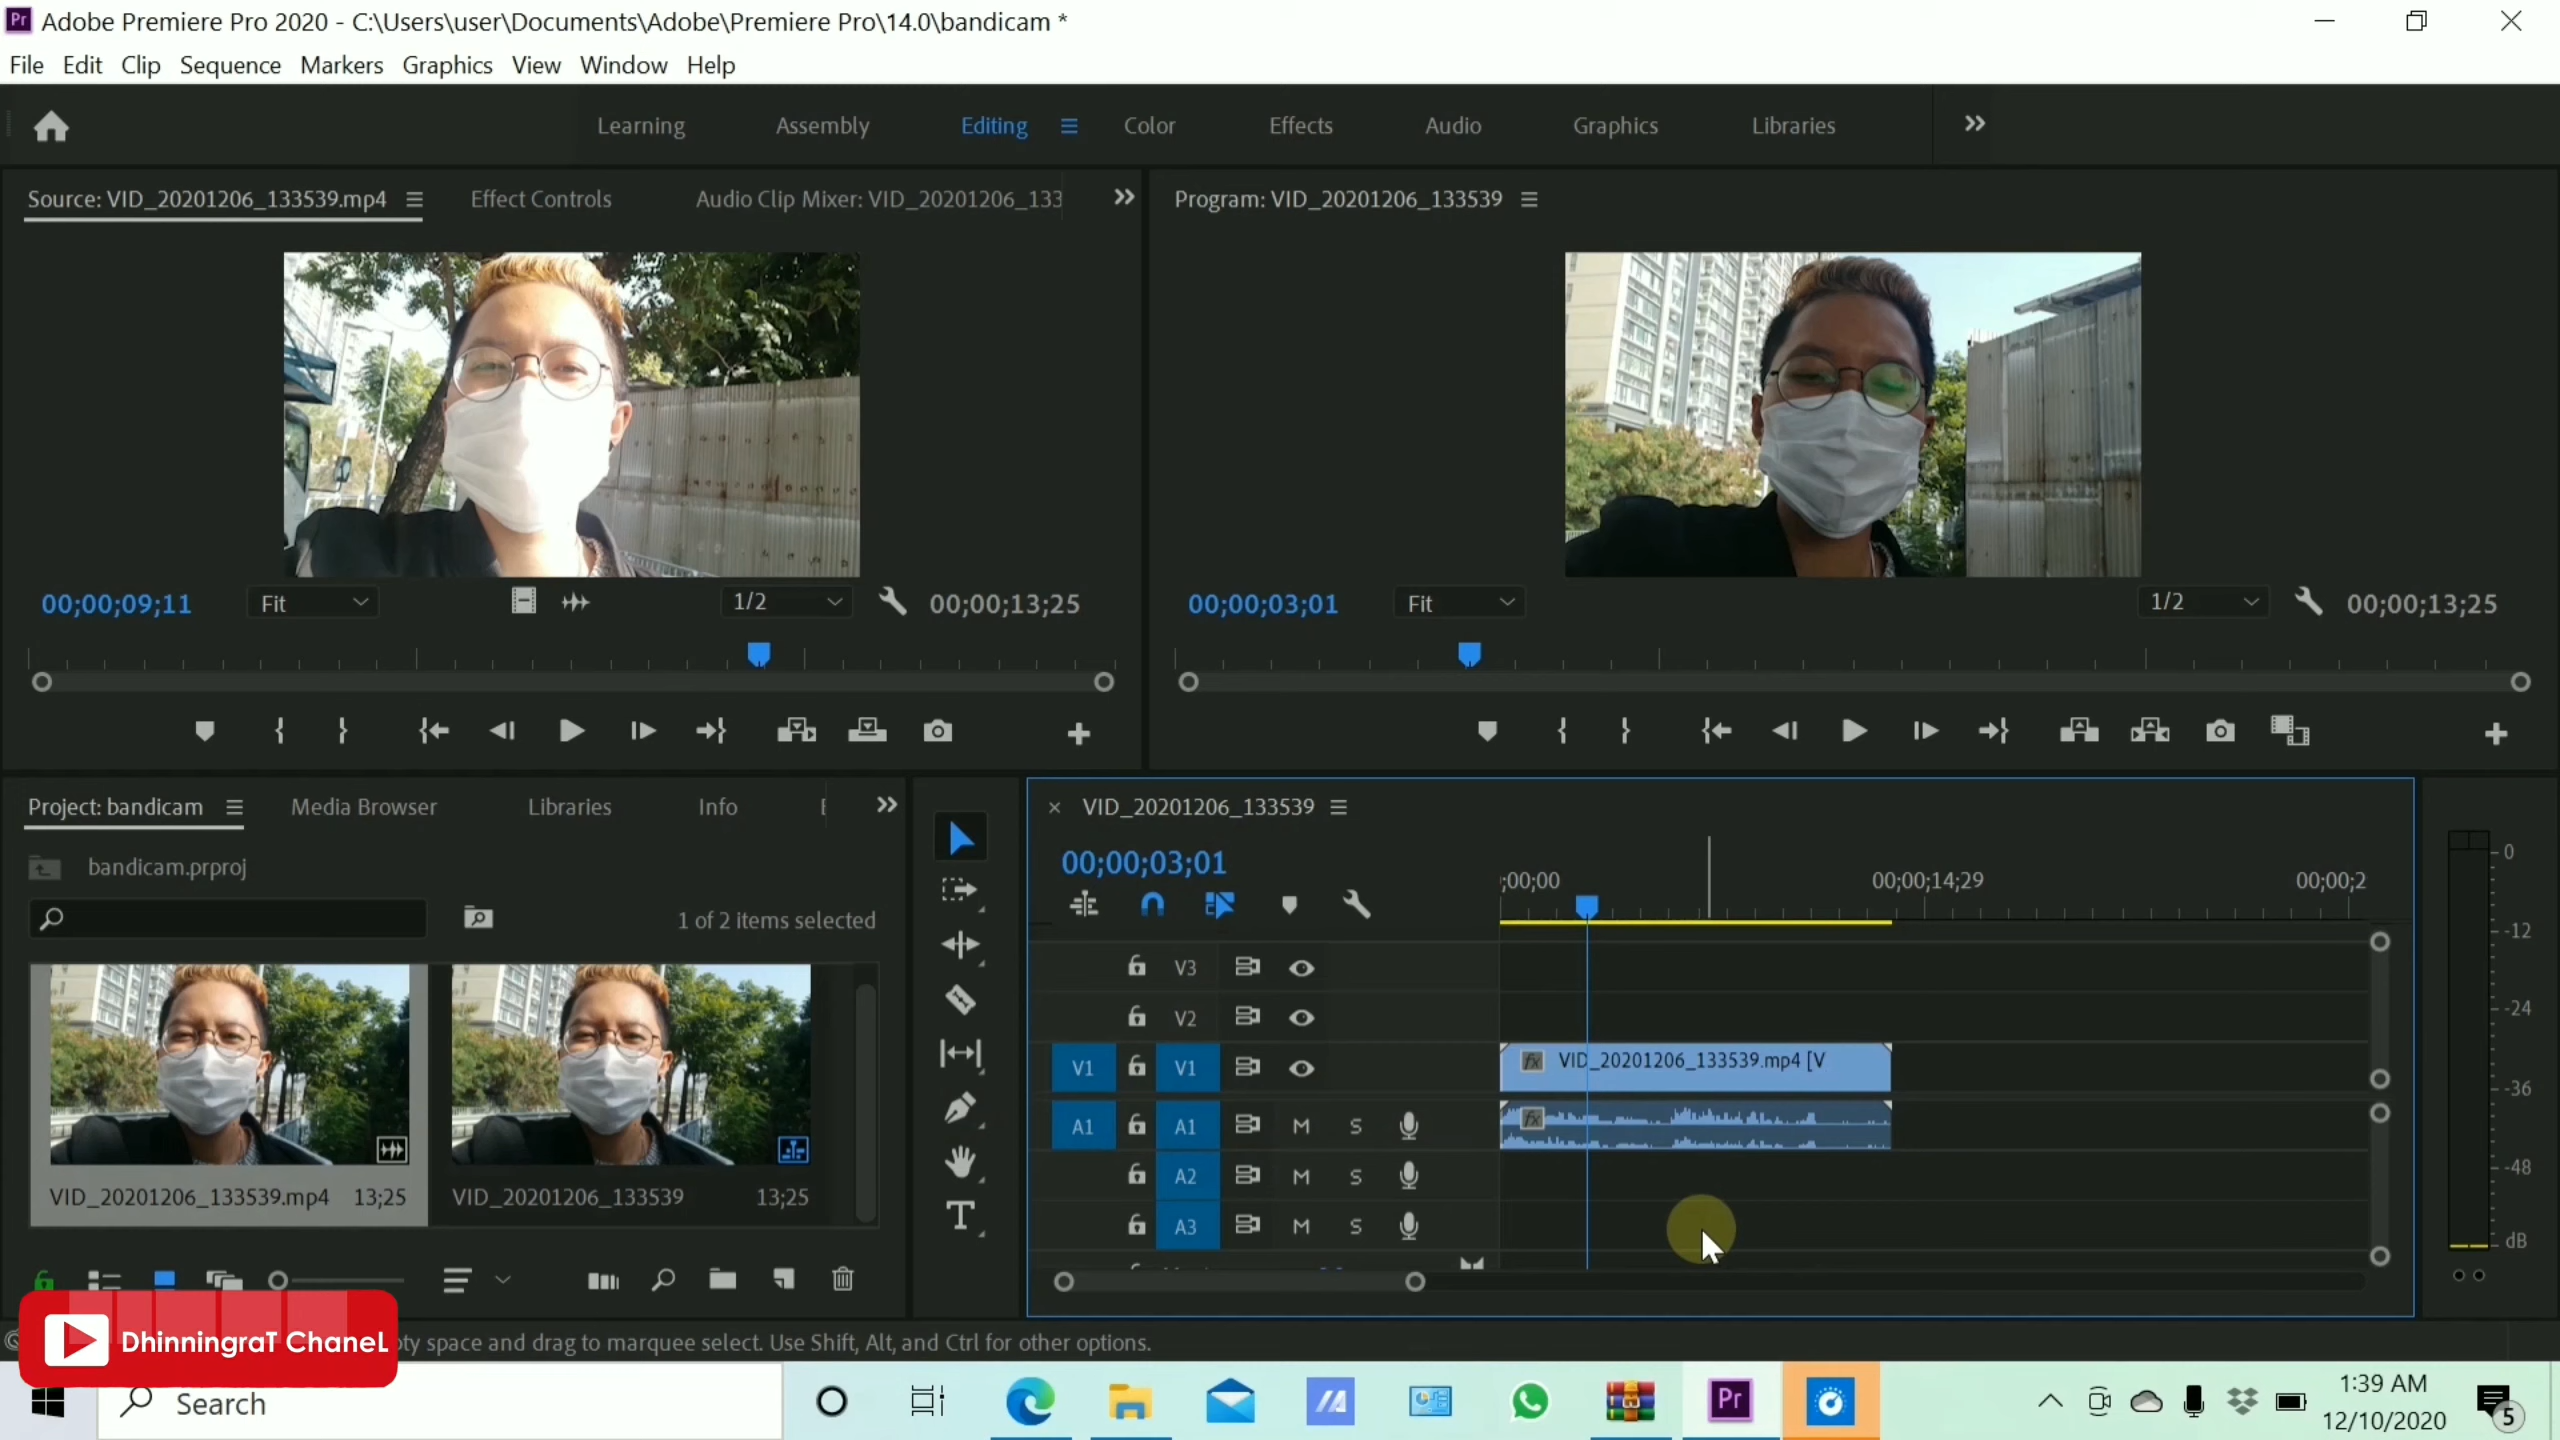 Adobe Premiere Pro 2020 - C:\Users\user\Documents\Adobe\Premiere Pro\14.0\bandicam *
File Edit Clip Sequence Markers Graphics View Window Help
Learning Assembly Editing Color Effects Audio Graphics Libraries
Source: VID_20201206_133539.mp4 Effect Controls Audio Clip Mixer: VID_20201206_133
Program: VID_20201206_133539
00;00;09;11 Fit 1/2 00;00;13;25
00;00;03;01 Fit 1/2 00;00;13;25
Project: bandicam Media Browser Libraries Info
bandicam.prproj
1 of 2 items selected
VID_20201206_133539.mp4 13;25
VID_20201206_133539 13;25
VID_20201206_133539
00;00;03;01
;00;00 00;00;14;29 00;00;2
V3
V2
V1 V1
A1 A1 M S
A2 M S
A3 M S
fx VID_20201206_133539.mp4 [V
fx
0
-12
-24
-36
-48
dB
DhinningraT ChaneL
pty space and drag to marquee select. Use Shift, Alt, and Ctrl for other options.
Search
Pr
1:39 AM
12/10/2020
5